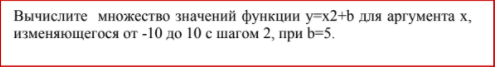 Вычислите множество значений функции y=x2+b для аргумента x,
изменяющегося от -10 до 10 с шагом 2, при b=5.